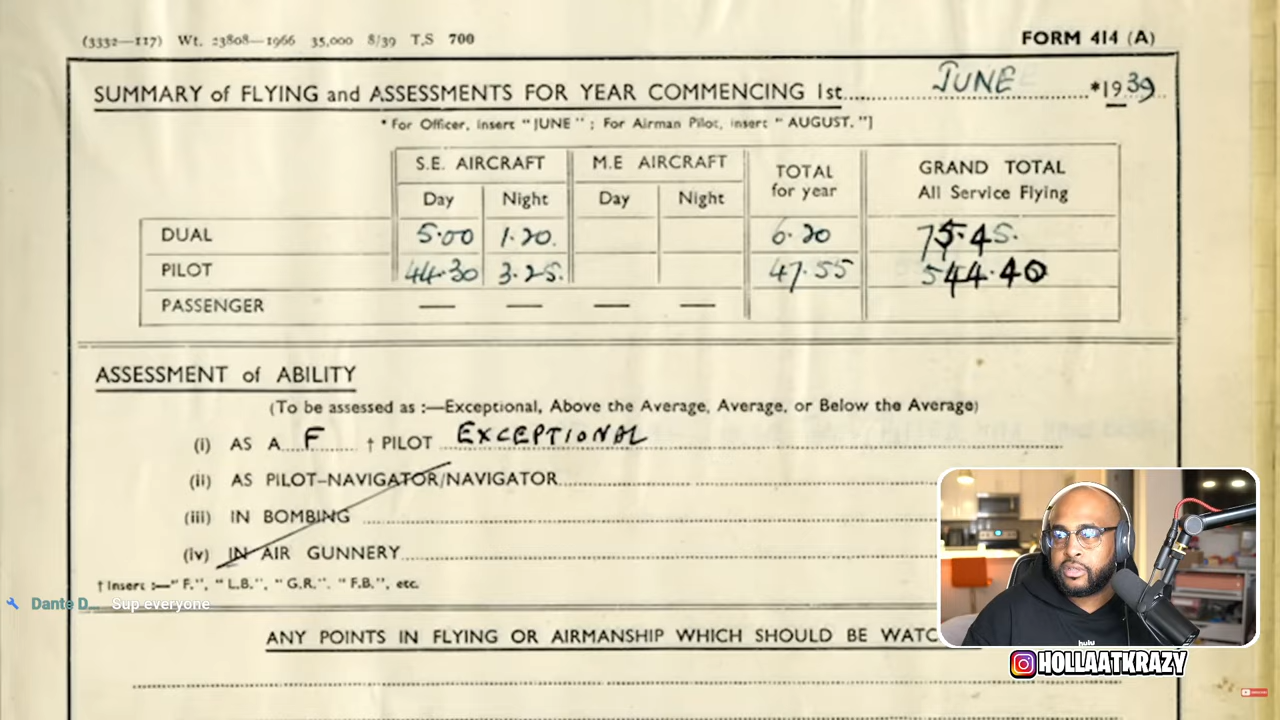 (3332—117) Wt. 23808—1966 35,000 8/39 T.S 700
FORM 414 (A)
SUMMARY of FLYING and ASSESSMENTS FOR YEAR COMMENCING 1st JUNE *1939
* For Officer, insert "JUNE" ; For Airman Pilot, insert "AUGUST."]
S.E. AIRCRAFT M.E AIRCRAFT TOTAL for year GRAND TOTAL All Service Flying
Day Night Day Night
DUAL 5·00 1·20. 6·20 75·45.
PILOT 44·30 3·25. 47·55 544·40
PASSENGER — — — —
ASSESSMENT of ABILITY
(To be assessed as :—Exceptional, Above the Average, Average, or Below the Average)
(i) AS A F † PILOT EXCEPTIONAL
(ii) AS PILOT–NAVIGATOR/NAVIGATOR
(iii) IN BOMBING
(iv) IN AIR GUNNERY
† Insert :—"F.", "L.B.", "G.R.", "F.B.", etc.
Dante D... Sup everyone
ANY POINTS IN FLYING OR AIRMANSHIP WHICH SHOULD BE WATC
hulu
HOLLAATKRAZY